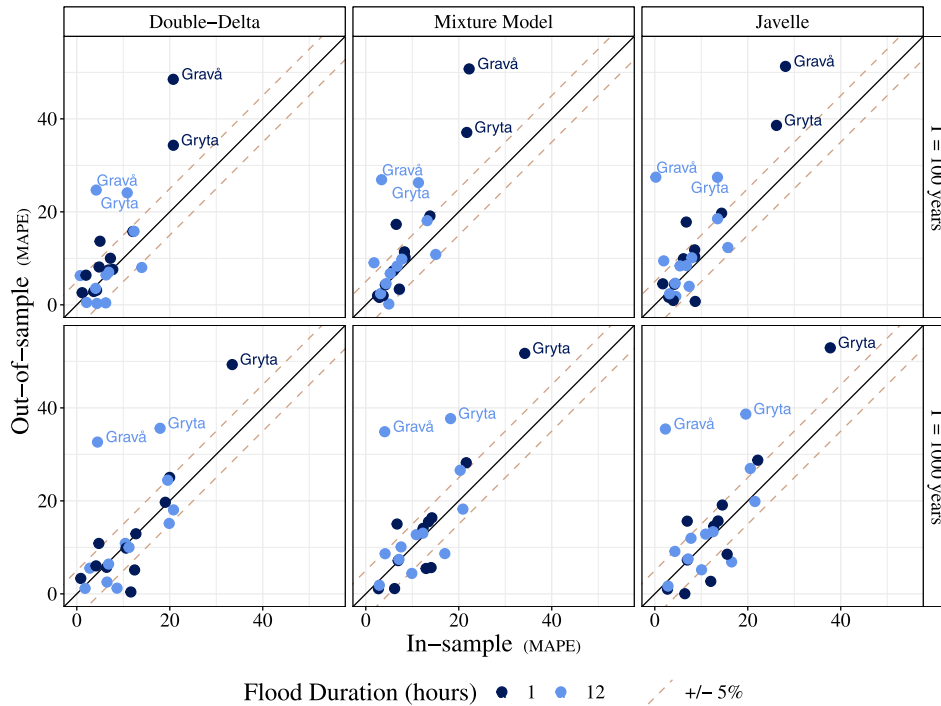 Double−Delta Mixture Model Javelle
Out−of−sample (MAPE)
40
20
0
Gravå
Gryta
Gravå
Gryta
Gravå
Gryta
Gravå
Gryta
Gravå
Gryta
Gravå
Gryta
= 100 years
40
20
0
Gryta
Gryta
Gravå
Gryta
Gryta
Gravå
Gryta
Gryta
Gravå
= 1000 years
0 20 40 0 20 40 0 20 40
In−sample (MAPE)
Flood Duration (hours) 1 12 +/− 5%